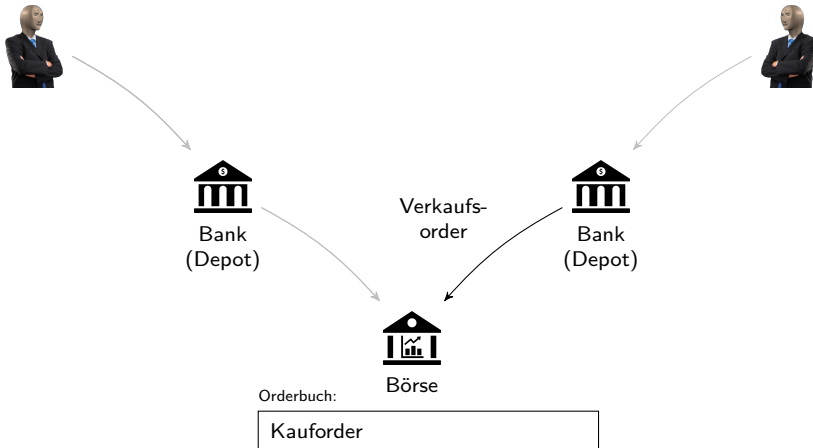 Verkaufs-
order
Bank
(Depot)
Bank
(Depot)
Börse
Orderbuch:
Kauforder